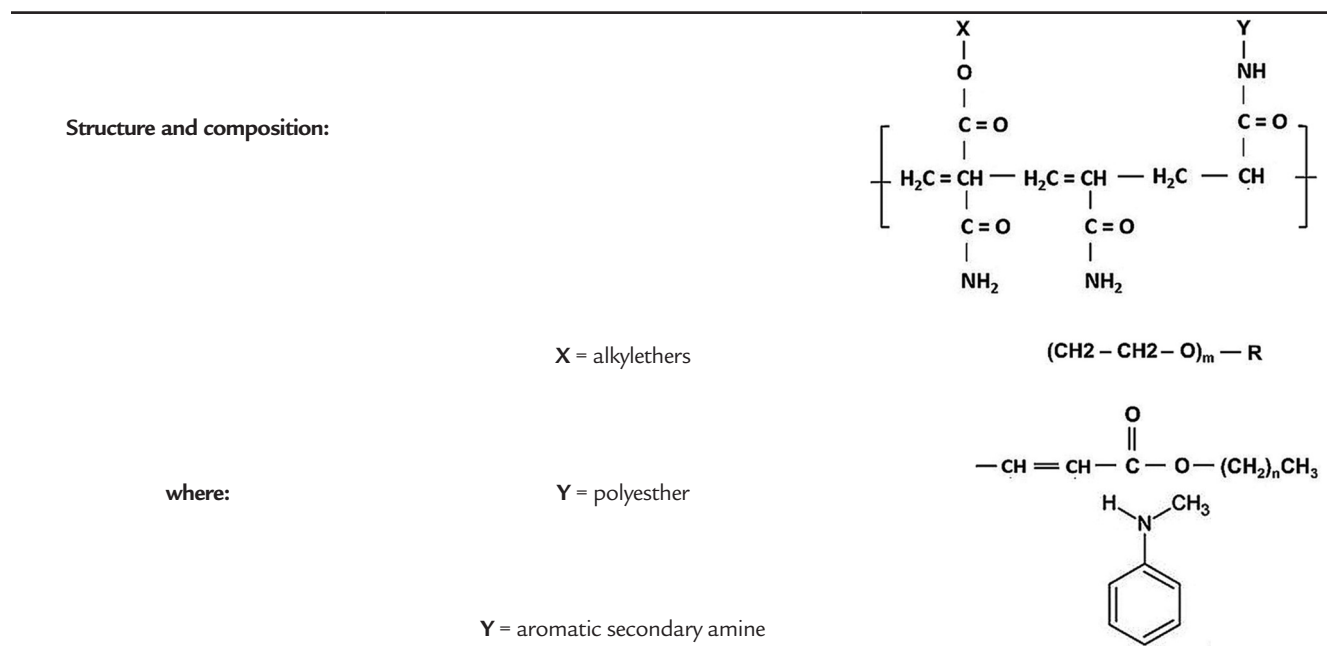 X Y
O NH
Structure and composition:
C = O C = O
H₂C = CH — H₂C = CH — H₂C — CH
C = O C = O
NH₂ NH₂
X = alkylethers
(CH2 – CH2 – O)ₘ — R
O
—CH = CH — C — O — (CH₂)ₙCH₃
where:
Y = polyesther
H CH₃
N
Y = aromatic secondary amine